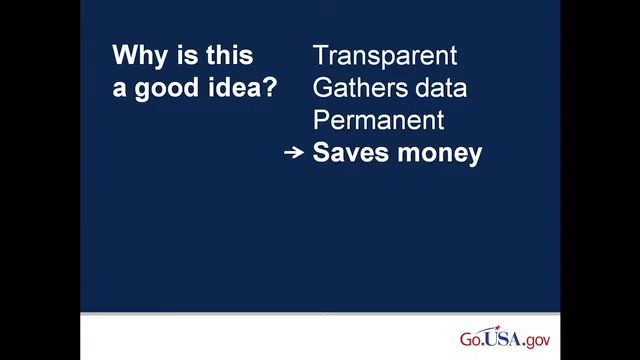 Why is this
a good idea?
Transparent
Gathers data
Permanent
→ Saves money
Go.USA.gov